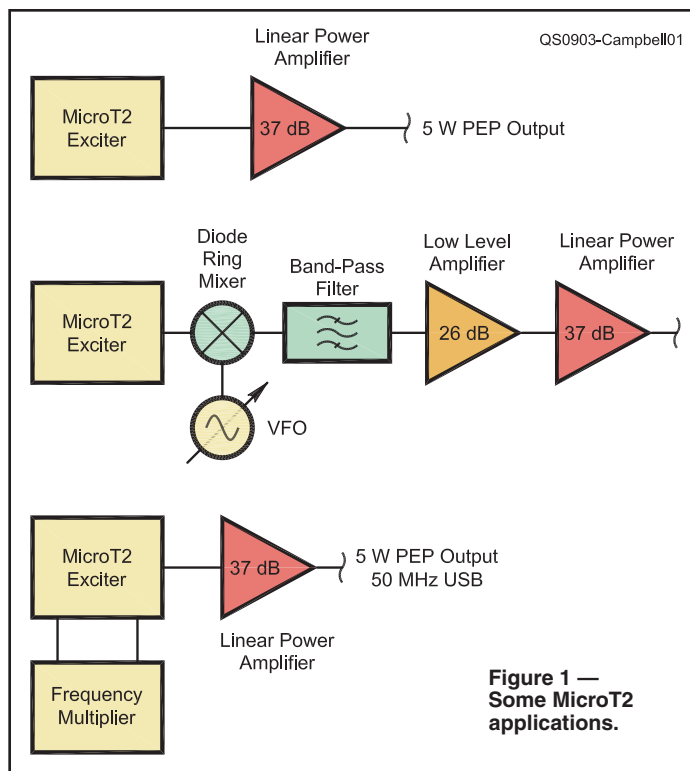 QS0903-Campbell01
Linear Power
Amplifier
MicroT2
Exciter
37 dB
5 W PEP Output
Diode
Ring
Mixer
Band-Pass
Filter
Low Level
Amplifier
Linear Power
Amplifier
MicroT2
Exciter
26 dB
37 dB
VFO
MicroT2
Exciter
37 dB
5 W PEP Output
50 MHz USB
Linear Power
Amplifier
Frequency
Multiplier
Figure 1 —
Some MicroT2
applications.